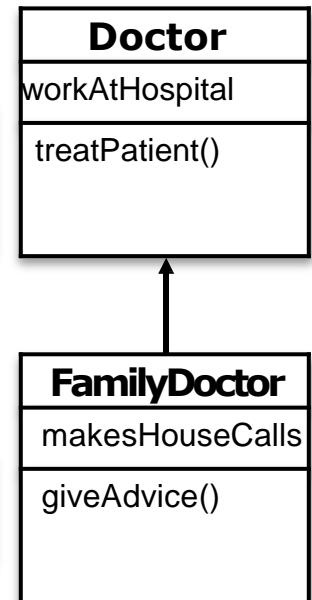 Doctor
workAtHospital
treatPatient()
FamilyDoctor
makesHouseCalls
giveAdvice()